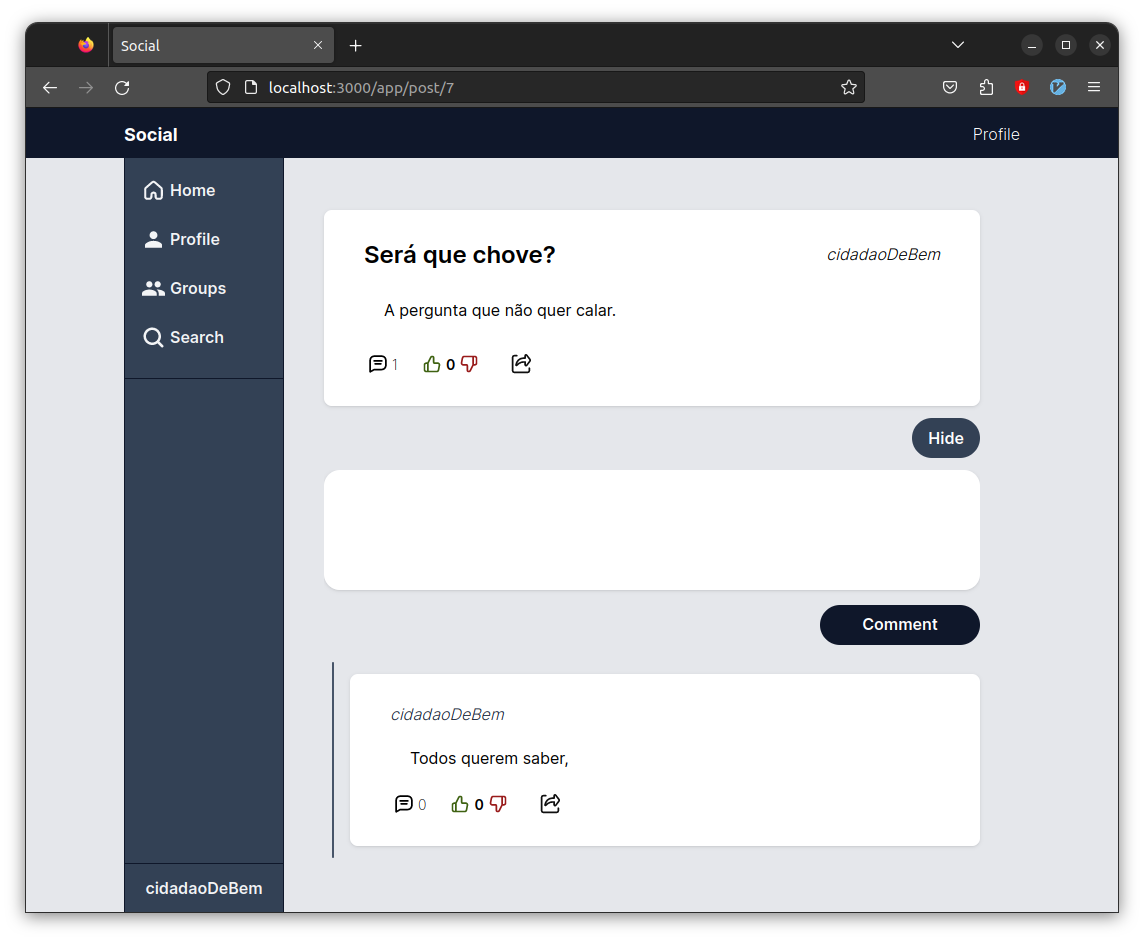 Social
localhost:3000/app/post/7
Social
Profile
Home
Profile
Groups
Search
Será que chove?
cidadaoDeBem
A pergunta que não quer calar.
1
0
Hide
Comment
cidadaoDeBem
Todos querem saber,
0
0
cidadaoDeBem